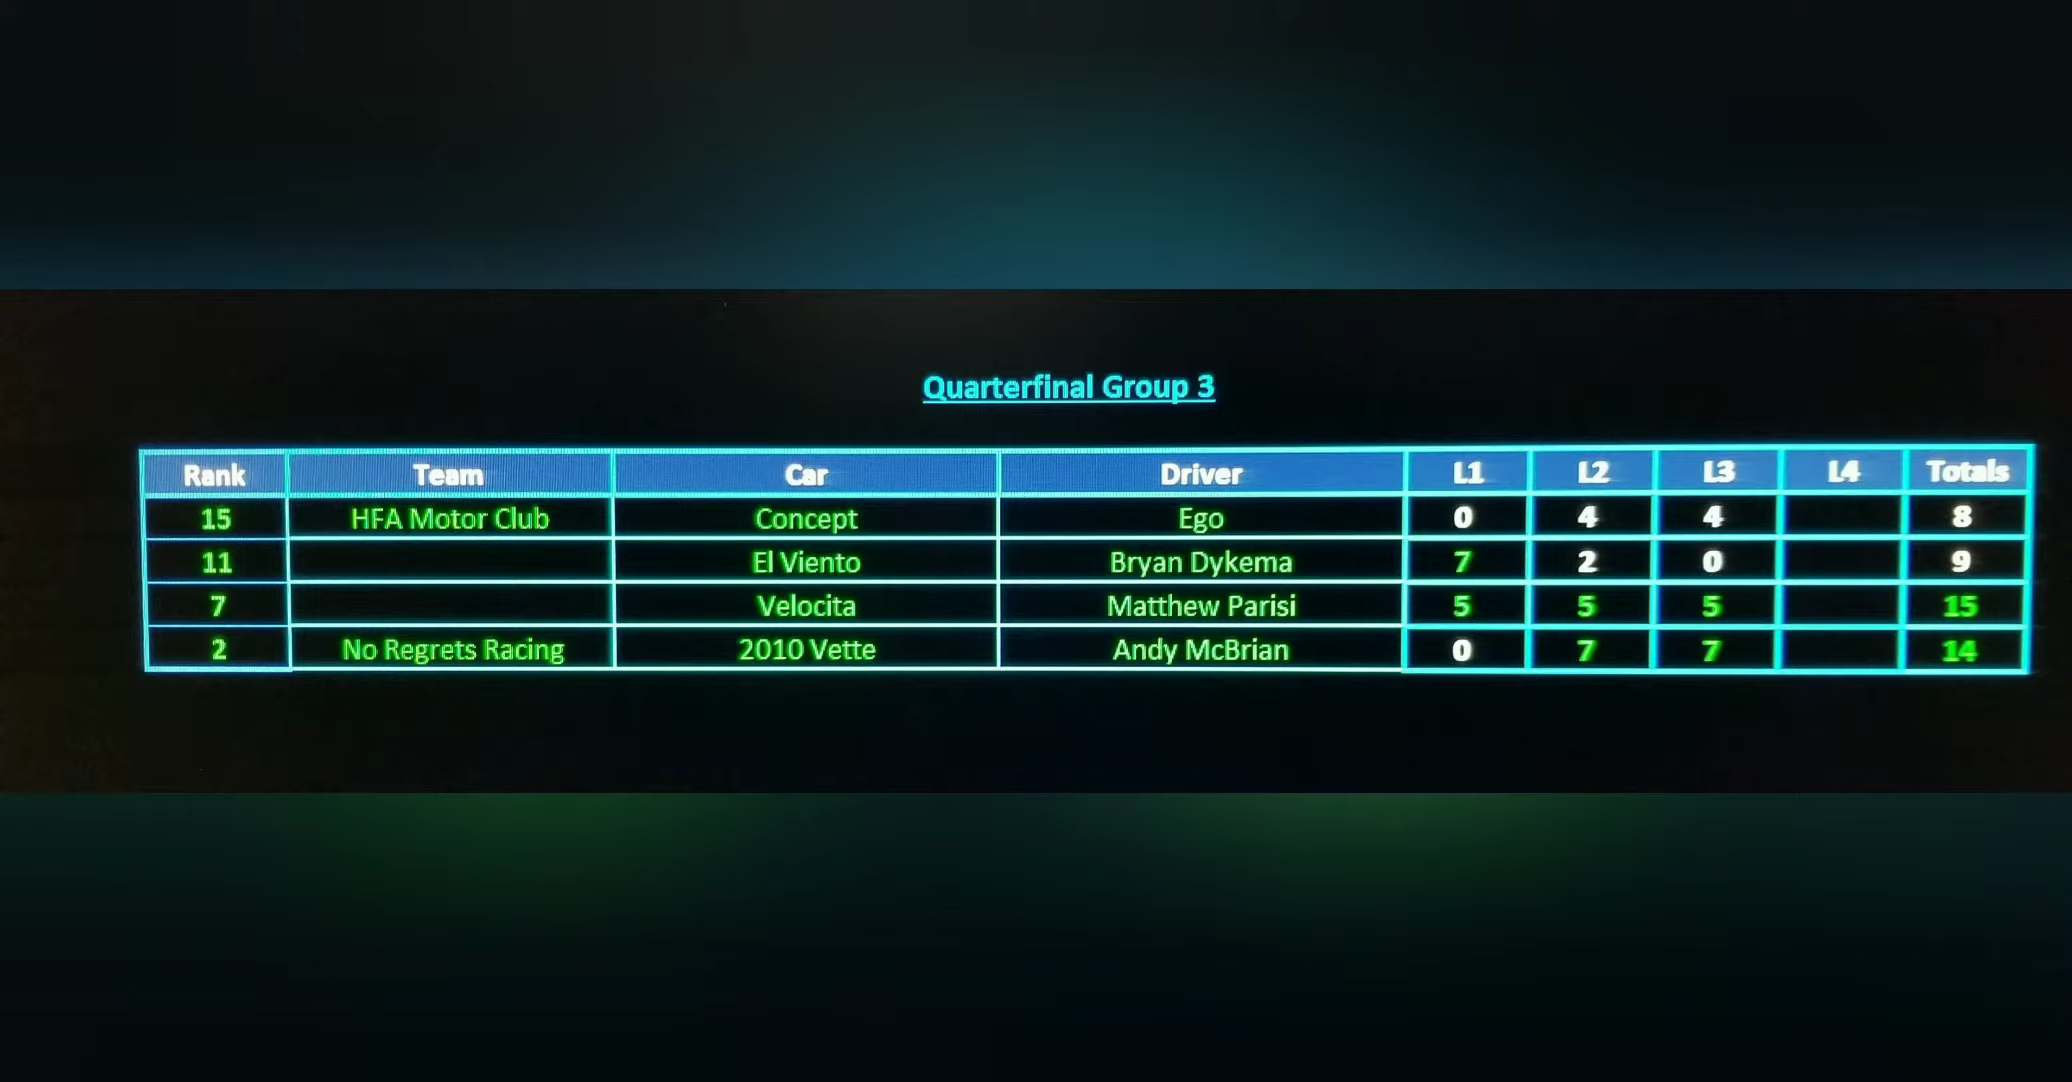 Quarterfinal Group 3
Rank Team Car Driver L1 L2 L3 L4 Totals
15 HFA Motor Club Concept Ego 0 4 4 8
11 El Viento Bryan Dykema 7 2 0 9
7 Velocita Matthew Parisi 5 5 5 15
2 No Regrets Racing 2010 Vette Andy McBrian 0 7 7 14